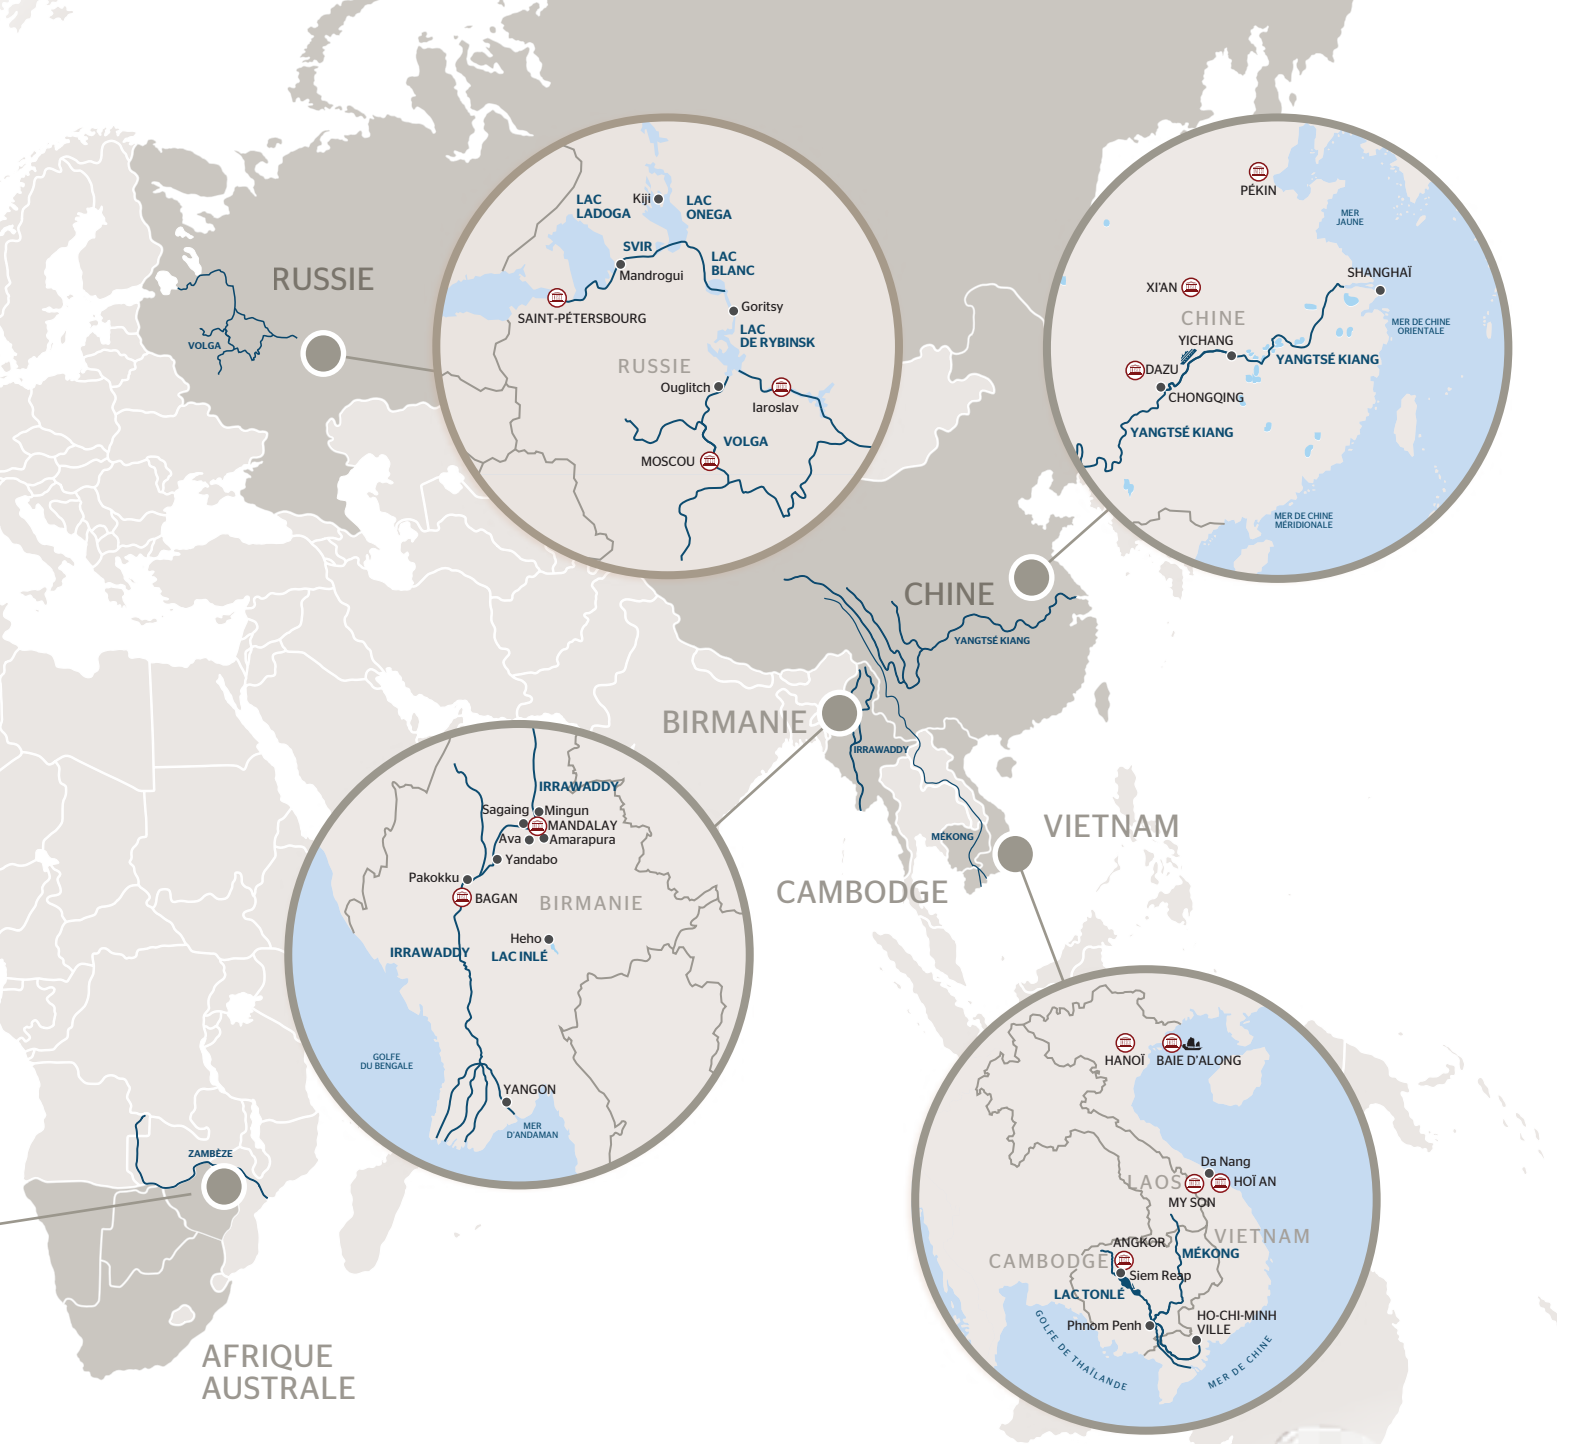 RUSSIE
VOLGA
LAC
LADOGA
Kiji
LAC
ONEGA
SVIR
Mandrogui
LAC
BLANC
SAINT-PÉTERSBOURG
Goritsy
LAC
DE RYBINSK
RUSSIE
Ouglitch
Iaroslav
VOLGA
MOSCOU
PÉKIN
MER
JAUNE
SHANGHAÏ
XI'AN
CHINE
MER DE CHINE
ORIENTALE
YICHANG
YANGTSÉ KIANG
DAZU
CHONGQING
YANGTSÉ KIANG
MER DE CHINE
MÉRIDIONALE
CHINE
YANGTSÉ KIANG
BIRMANIE
IRRAWADDY
MÉKONG
VIETNAM
CAMBODGE
IRRAWADDY
Sagaing
Mingun
MANDALAY
Ava
Amarapura
Yandabo
Pakokku
BAGAN
BIRMANIE
Heho
IRRAWADDY
LAC INLÉ
GOLFE
DU BENGALE
YANGON
MER
D'ANDAMAN
HANOÏ
BAIE D'ALONG
Da Nang
LAOS
HOÏ AN
MY SON
VIETNAM
ANGKOR
MÉKONG
CAMBODGE
Siem Reap
LAC TONLÉ
Phnom Penh
HO-CHI-MINH
VILLE
GOLFE DE THAÏLANDE
MER DE CHINE
ZAMBÈZE
AFRIQUE
AUSTRALE